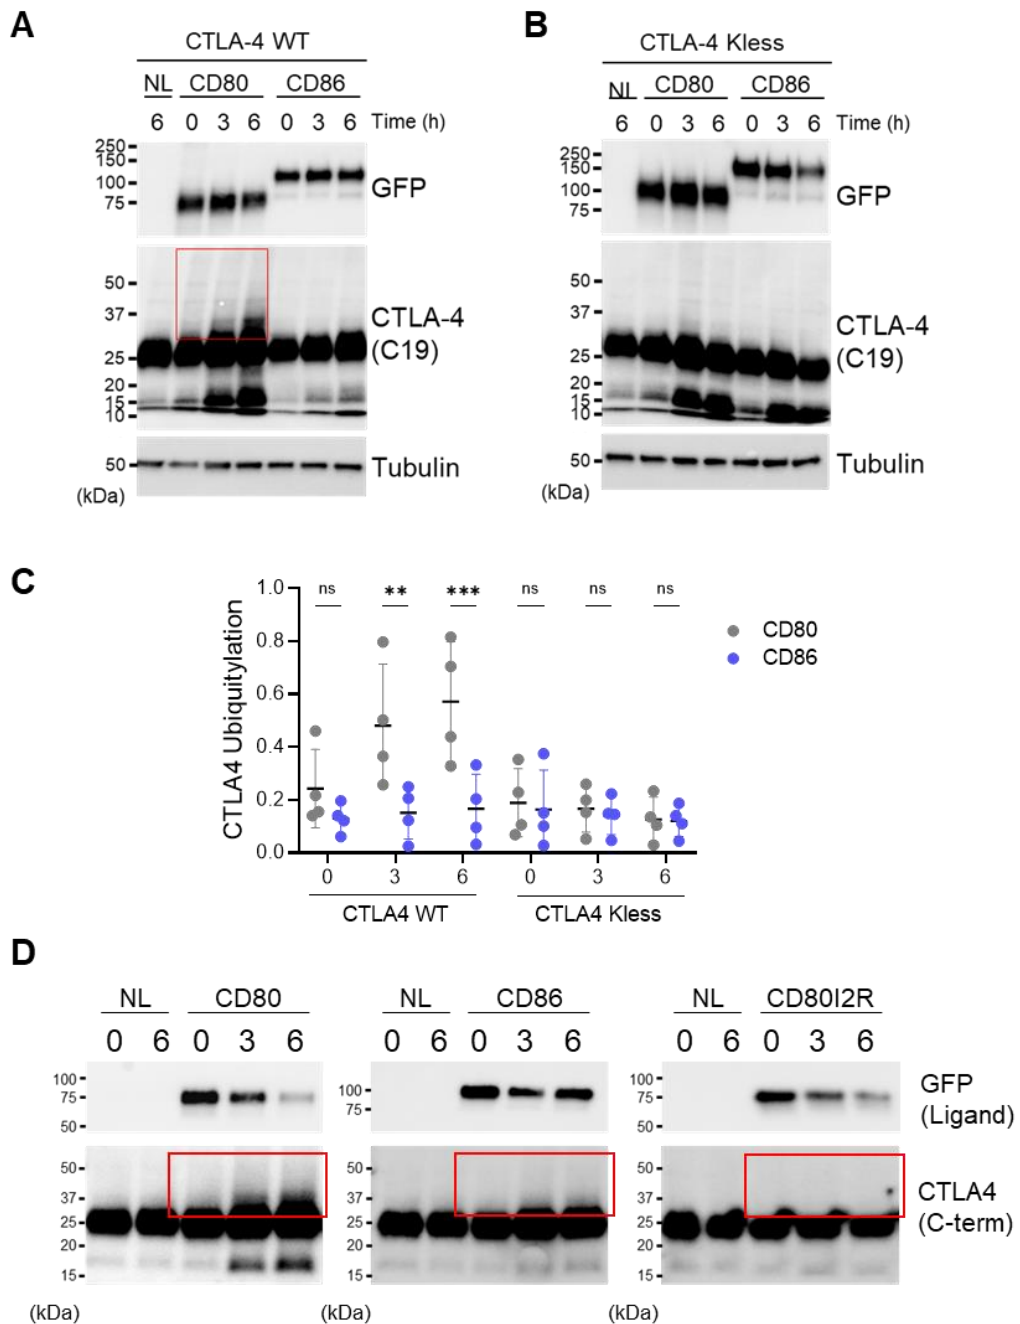 A
CTLA-4 WT
NL CD80 CD86
6 0 3 6 0 3 6 Time (h)
250
150
100
75
GFP
50
37
25
20
15
10
CTLA-4
(C19)
50
Tubulin
(kDa)
B
CTLA-4 Kless
NL CD80 CD86
6 0 3 6 0 3 6 Time (h)
250
150
100
75
GFP
50
37
25
20
15
10
CTLA-4
(C19)
50
Tubulin
(kDa)
C
CTLA4 Ubiquitylation
1.0
0.8
0.6
0.4
0.2
0.0
ns ** *** ns ns ns
CD80
CD86
0 3 6 0 3 6
CTLA4 WT CTLA4 Kless
D
NL CD80
0 6 0 3 6
100
75
50
50
37
25
20
15
(kDa)
NL CD86
0 6 0 3 6
100
75
50
37
25
20
15
(kDa)
NL CD80I2R
0 6 0 3 6
100
75
50
50
37
25
20
15
(kDa)
GFP
(Ligand)
CTLA4
(C-term)